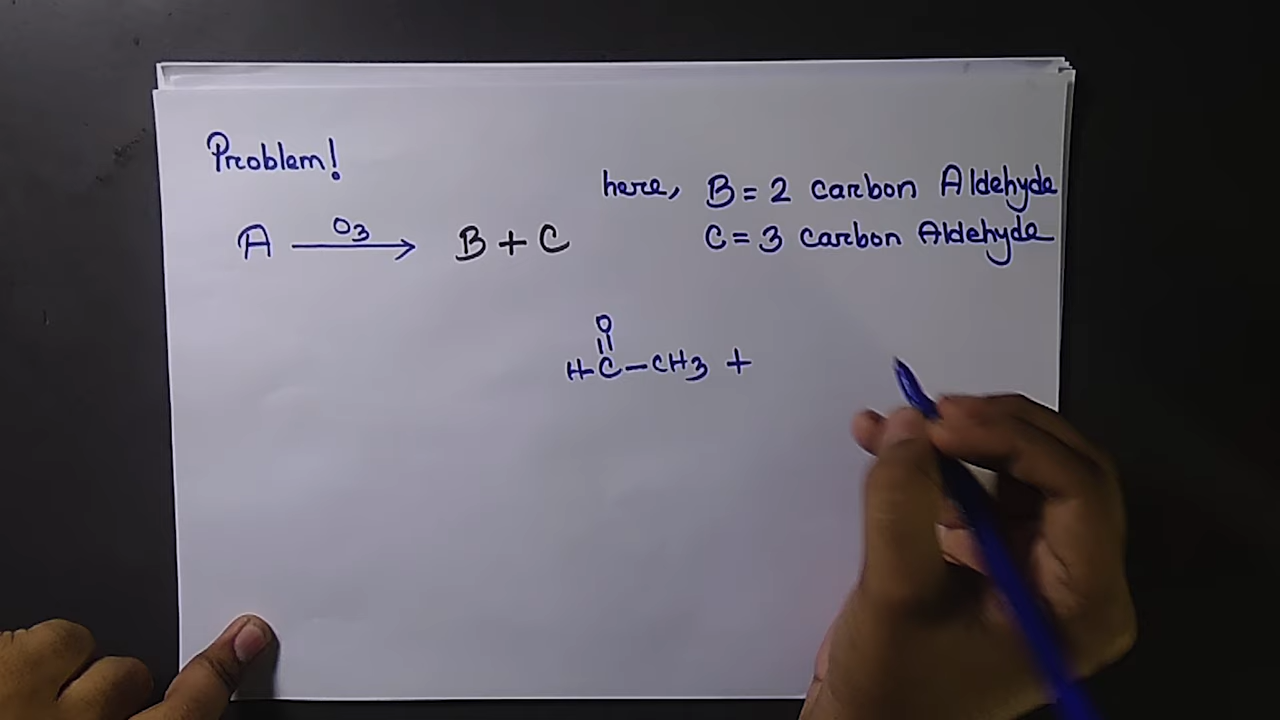 Problem!
here, B = 2 carbon Aldehyde
A O3 → B + C
C = 3 carbon Aldehyde
O
||
H-C-CH3 +